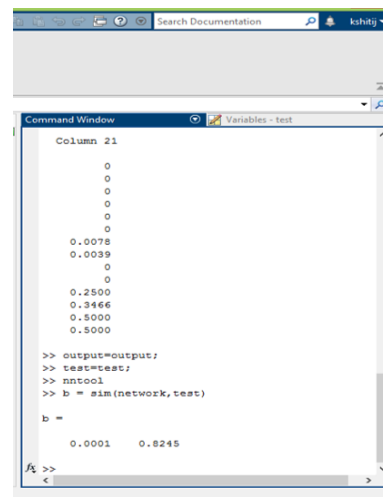 Search Documentation
kshitij
Command Window
Variables - test
Column 21
0
0
0
0
0
0
0.0078
0.0039
0
0
0.2500
0.3466
0.5000
0.5000
>> output=output;
>> test=test;
>> nntool
>> b = sim(network,test)
b =
0.0001 0.8245
fx >>